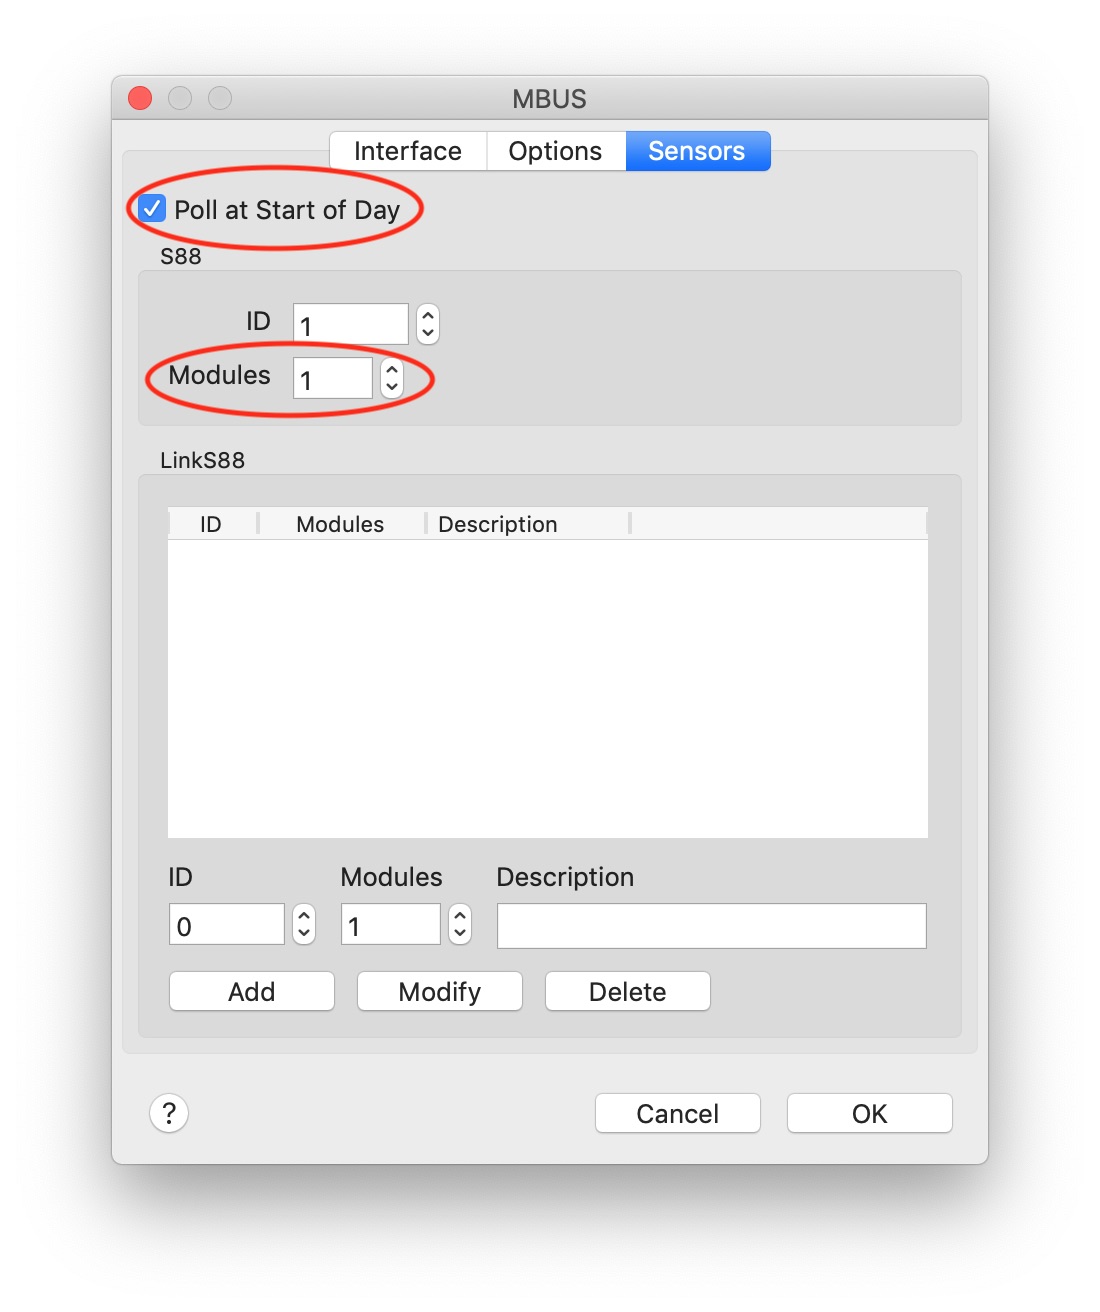 MBUS
Interface Options Sensors
Poll at Start of Day
S88
ID 1
Modules 1
LinkS88
ID Modules Description
ID Modules Description
0 1
Add Modify Delete
? Cancel OK